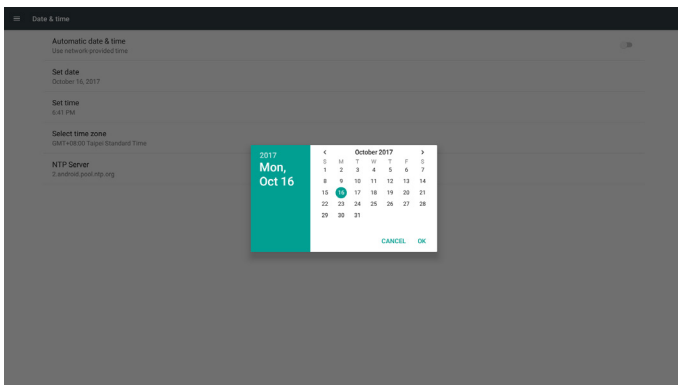 Date & time
Automatic date & time
Use network-provided time
Set date
October 16, 2017
Set time
6:41 PM
Select time zone
GMT+08:00 Taipei Standard Time
NTP Server
2.android.pool.ntp.org
2017
Mon,
Oct 16
< October 2017 >
S M T W T F S
1 2 3 4 5 6 7
8 9 10 11 12 13 14
15 16 17 18 19 20 21
22 23 24 25 26 27 28
29 30 31
CANCEL OK